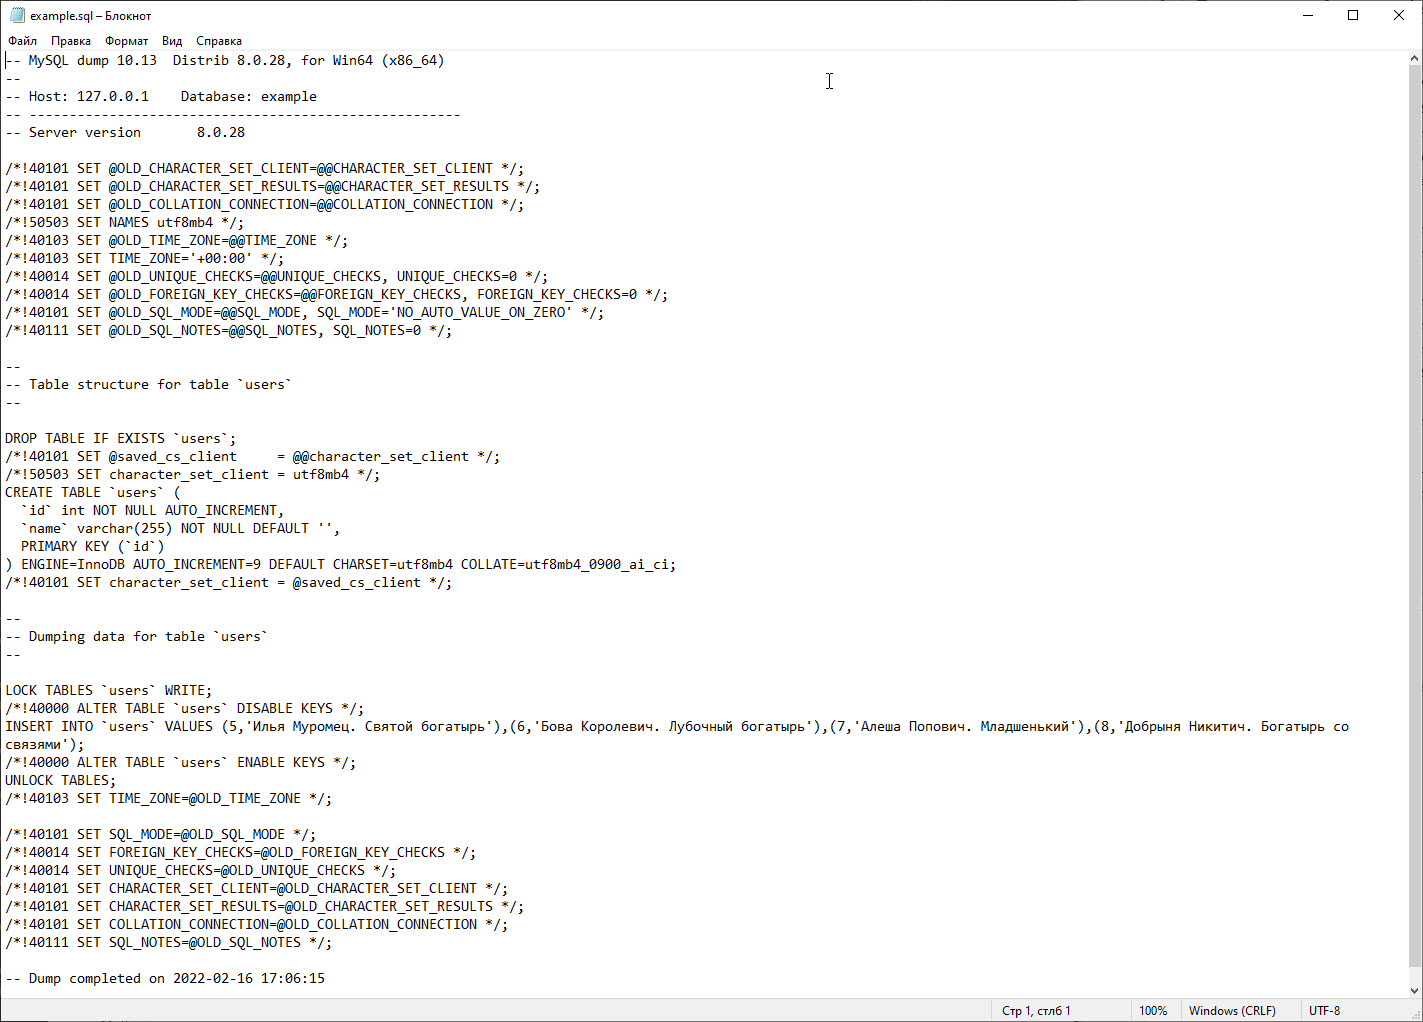 example.sql – Блокнот
Файл Правка Формат Вид Справка
-- MySQL dump 10.13  Distrib 8.0.28, for Win64 (x86_64)
--
-- Host: 127.0.0.1    Database: example
-- ------------------------------------------------------
-- Server version       8.0.28

/*!40101 SET @OLD_CHARACTER_SET_CLIENT=@@CHARACTER_SET_CLIENT */;
/*!40101 SET @OLD_CHARACTER_SET_RESULTS=@@CHARACTER_SET_RESULTS */;
/*!40101 SET @OLD_COLLATION_CONNECTION=@@COLLATION_CONNECTION */;
/*!50503 SET NAMES utf8mb4 */;
/*!40103 SET @OLD_TIME_ZONE=@@TIME_ZONE */;
/*!40103 SET TIME_ZONE='+00:00' */;
/*!40014 SET @OLD_UNIQUE_CHECKS=@@UNIQUE_CHECKS, UNIQUE_CHECKS=0 */;
/*!40014 SET @OLD_FOREIGN_KEY_CHECKS=@@FOREIGN_KEY_CHECKS, FOREIGN_KEY_CHECKS=0 */;
/*!40101 SET @OLD_SQL_MODE=@@SQL_MODE, SQL_MODE='NO_AUTO_VALUE_ON_ZERO' */;
/*!40111 SET @OLD_SQL_NOTES=@@SQL_NOTES, SQL_NOTES=0 */;

--
-- Table structure for table `users`
--

DROP TABLE IF EXISTS `users`;
/*!40101 SET @saved_cs_client     = @@character_set_client */;
/*!50503 SET character_set_client = utf8mb4 */;
CREATE TABLE `users` (
  `id` int NOT NULL AUTO_INCREMENT,
  `name` varchar(255) NOT NULL DEFAULT '',
  PRIMARY KEY (`id`)
) ENGINE=InnoDB AUTO_INCREMENT=9 DEFAULT CHARSET=utf8mb4 COLLATE=utf8mb4_0900_ai_ci;
/*!40101 SET character_set_client = @saved_cs_client */;

--
-- Dumping data for table `users`
--

LOCK TABLES `users` WRITE;
/*!40000 ALTER TABLE `users` DISABLE KEYS */;
INSERT INTO `users` VALUES (5,'Илья Муромец. Святой богатырь'),(6,'Бова Королевич. Лубочный богатырь'),(7,'Алеша Попович. Младшенький'),(8,'Добрыня Никитич. Богатырь со
связями');
/*!40000 ALTER TABLE `users` ENABLE KEYS */;
UNLOCK TABLES;
/*!40103 SET TIME_ZONE=@OLD_TIME_ZONE */;

/*!40101 SET SQL_MODE=@OLD_SQL_MODE */;
/*!40014 SET FOREIGN_KEY_CHECKS=@OLD_FOREIGN_KEY_CHECKS */;
/*!40014 SET UNIQUE_CHECKS=@OLD_UNIQUE_CHECKS */;
/*!40101 SET CHARACTER_SET_CLIENT=@OLD_CHARACTER_SET_CLIENT */;
/*!40101 SET CHARACTER_SET_RESULTS=@OLD_CHARACTER_SET_RESULTS */;
/*!40101 SET COLLATION_CONNECTION=@OLD_COLLATION_CONNECTION */;
/*!40111 SET SQL_NOTES=@OLD_SQL_NOTES */;

-- Dump completed on 2022-02-16 17:06:15
Стр 1, стлб 1 100% Windows (CRLF) UTF-8